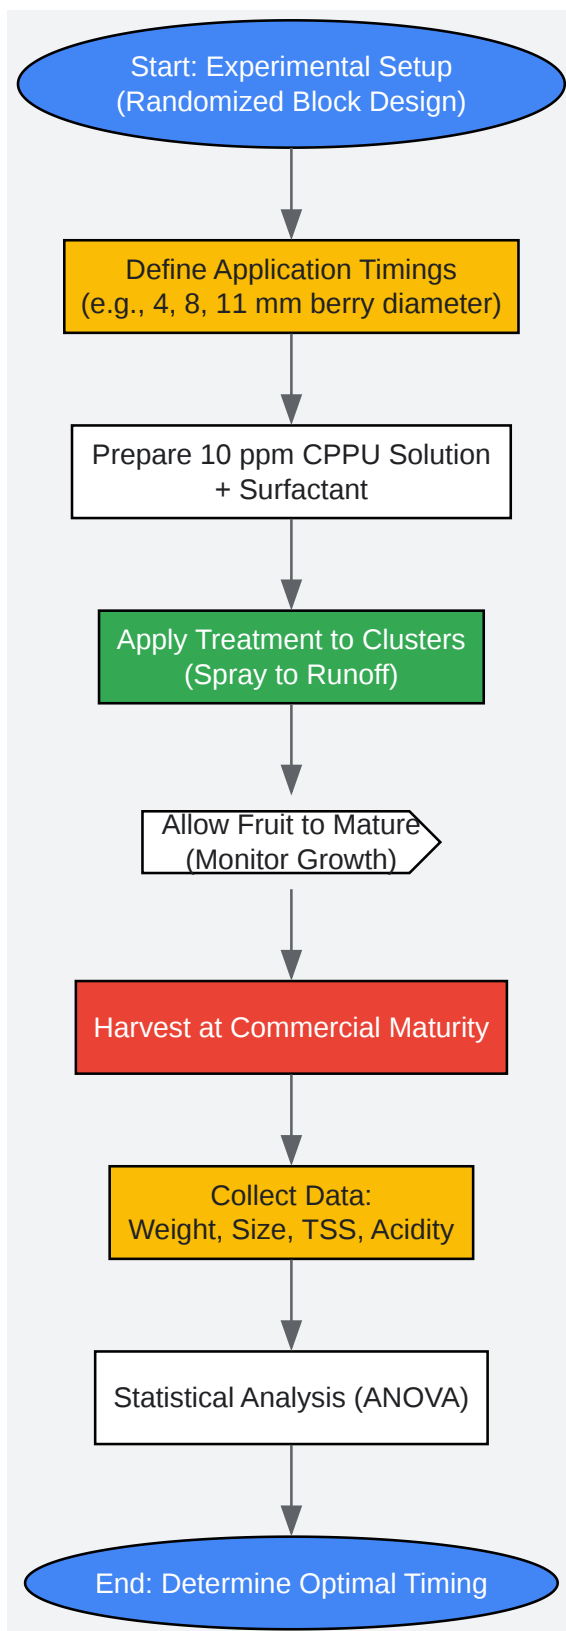 Start: Experimental Setup
(Randomized Block Design)
Define Application Timings
(e.g., 4, 8, 11 mm berry diameter)
Prepare 10 ppm CPPU Solution
+ Surfactant
Apply Treatment to Clusters
(Spray to Runoff)
Allow Fruit to Mature
(Monitor Growth)
Harvest at Commercial Maturity
Collect Data:
Weight, Size, TSS, Acidity
Statistical Analysis (ANOVA)
End: Determine Optimal Timing